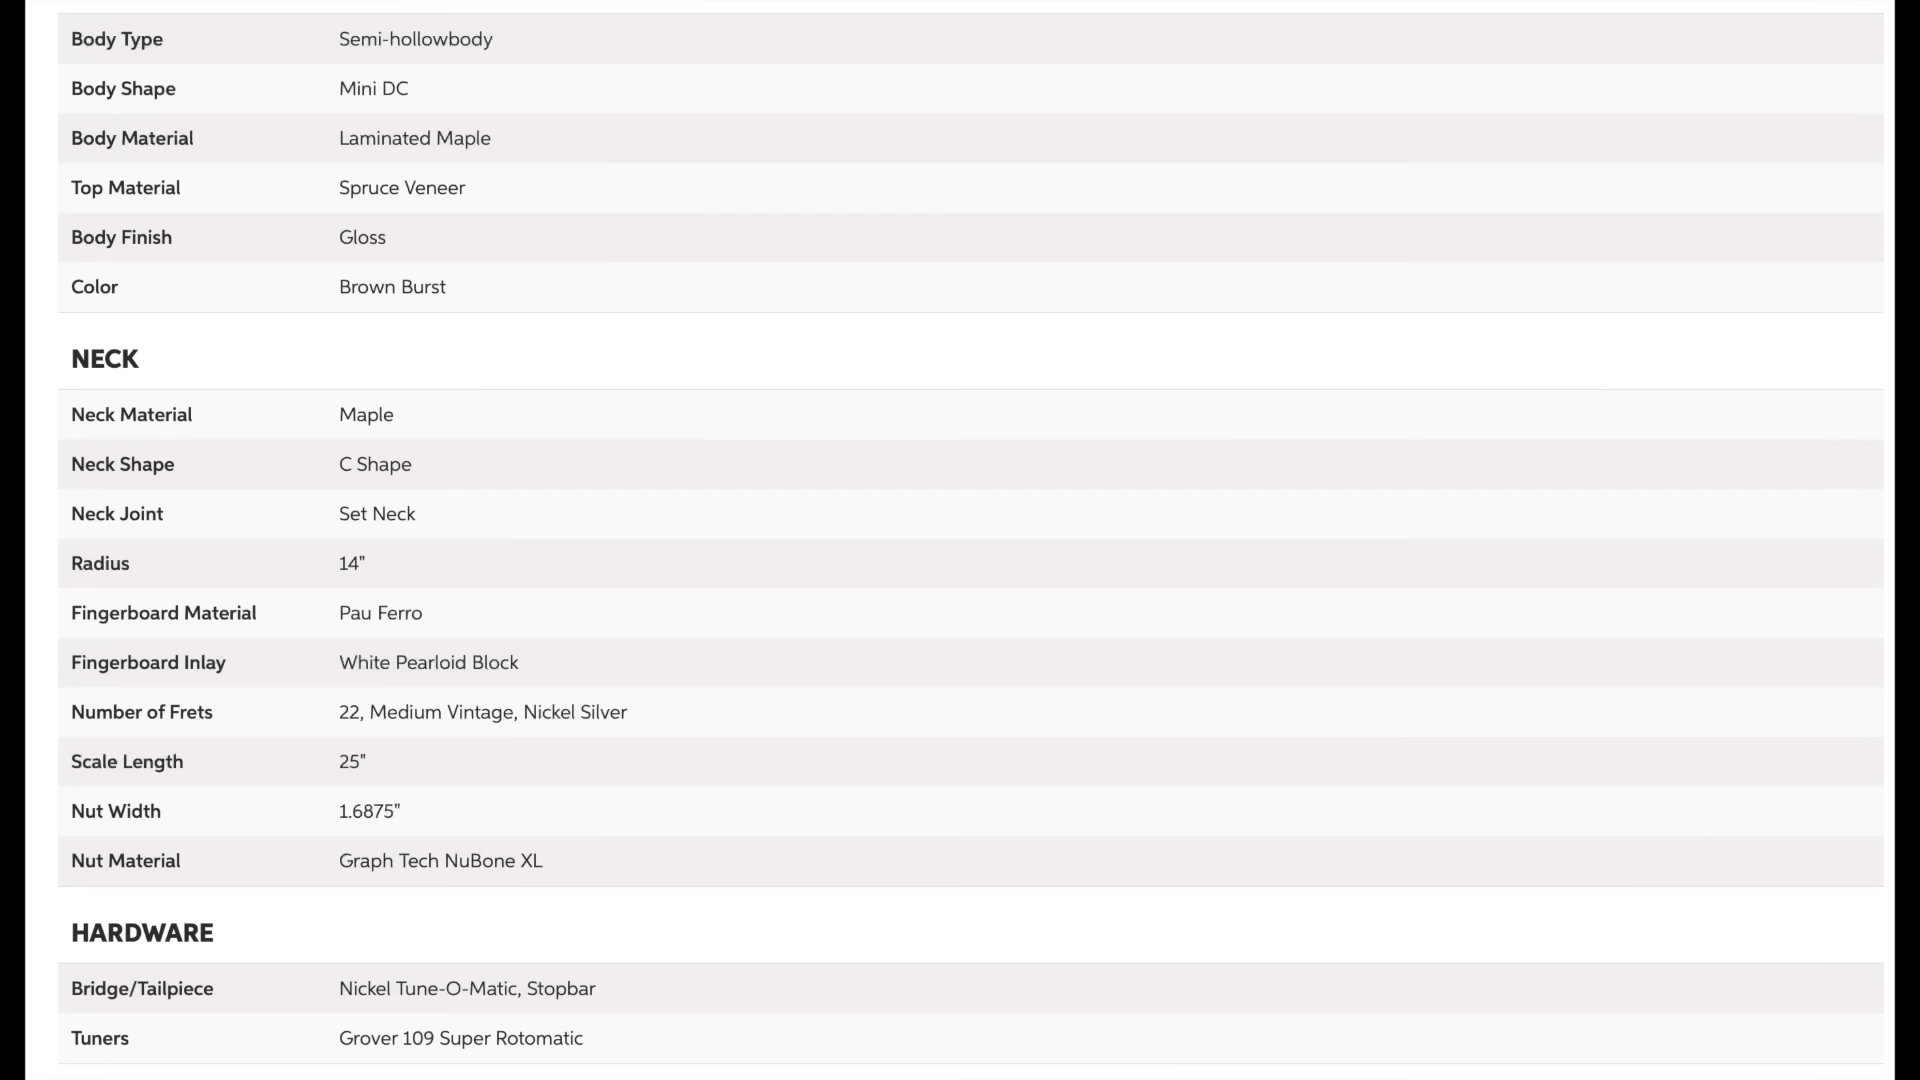 Body Type Semi-hollowbody
Body Shape Mini DC
Body Material Laminated Maple
Top Material Spruce Veneer
Body Finish Gloss
Color Brown Burst
NECK
Neck Material Maple
Neck Shape C Shape
Neck Joint Set Neck
Radius 14"
Fingerboard Material Pau Ferro
Fingerboard Inlay White Pearloid Block
Number of Frets 22, Medium Vintage, Nickel Silver
Scale Length 25"
Nut Width 1.6875"
Nut Material Graph Tech NuBone XL
HARDWARE
Bridge/Tailpiece Nickel Tune-O-Matic, Stopbar
Tuners Grover 109 Super Rotomatic